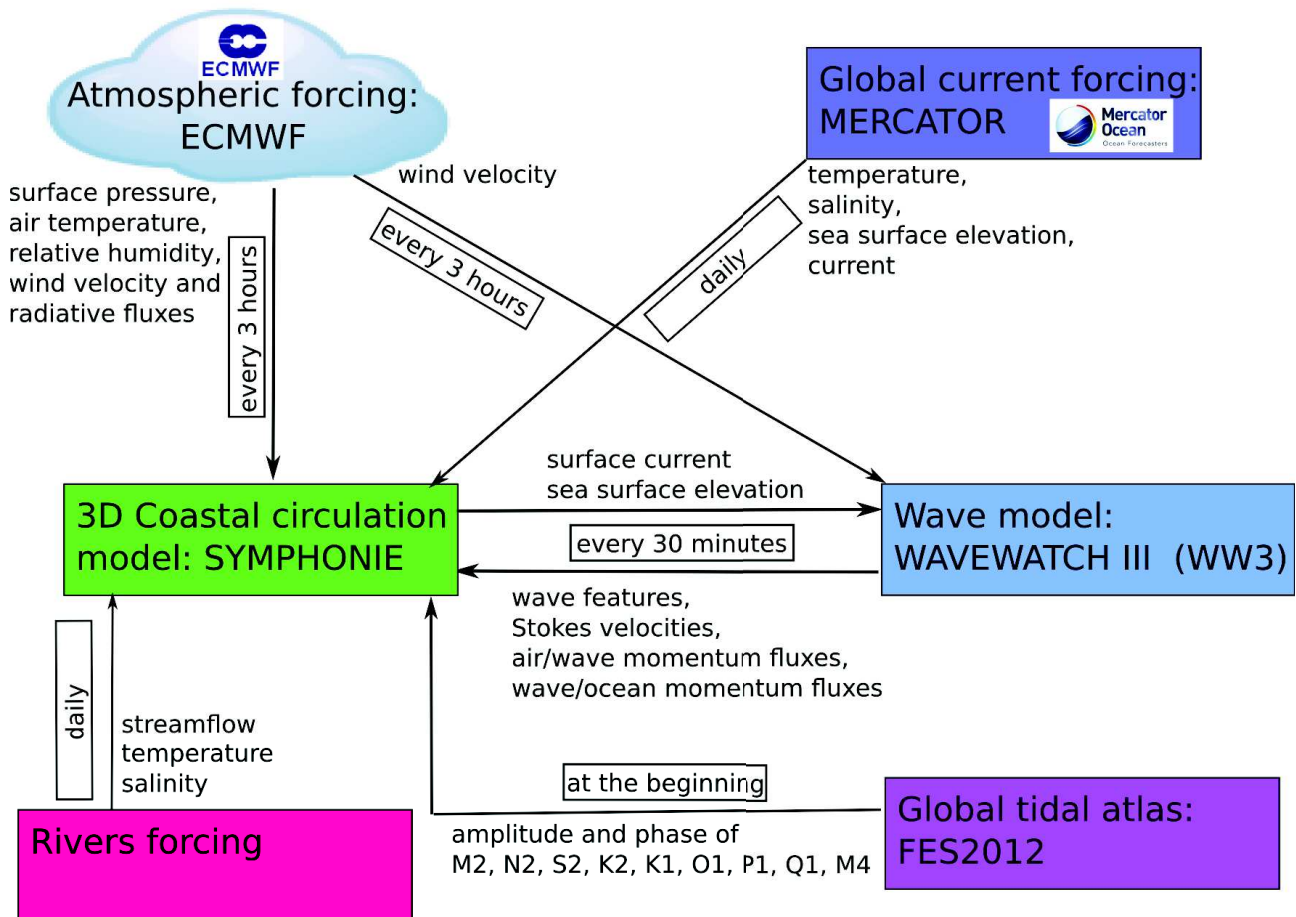 ECMWF
Atmospheric forcing:
ECMWF
Global current forcing:
MERCATOR
Mercator
Ocean
Ocean Forecasters
surface pressure,
air temperature,
relative humidity,
wind velocity and
radiative fluxes
every 3 hours
wind velocity
every 3 hours
daily
temperature,
salinity,
sea surface elevation,
current
3D Coastal circulation
model: SYMPHONIE
surface current
sea surface elevation
every 30 minutes
wave features,
Stokes velocities,
air/wave momentum fluxes,
wave/ocean momentum fluxes
Wave model:
WAVEWATCH III (WW3)
daily
streamflow
temperature
salinity
Rivers forcing
at the beginning
amplitude and phase of
M2, N2, S2, K2, K1, O1, P1, Q1, M4
Global tidal atlas:
FES2012